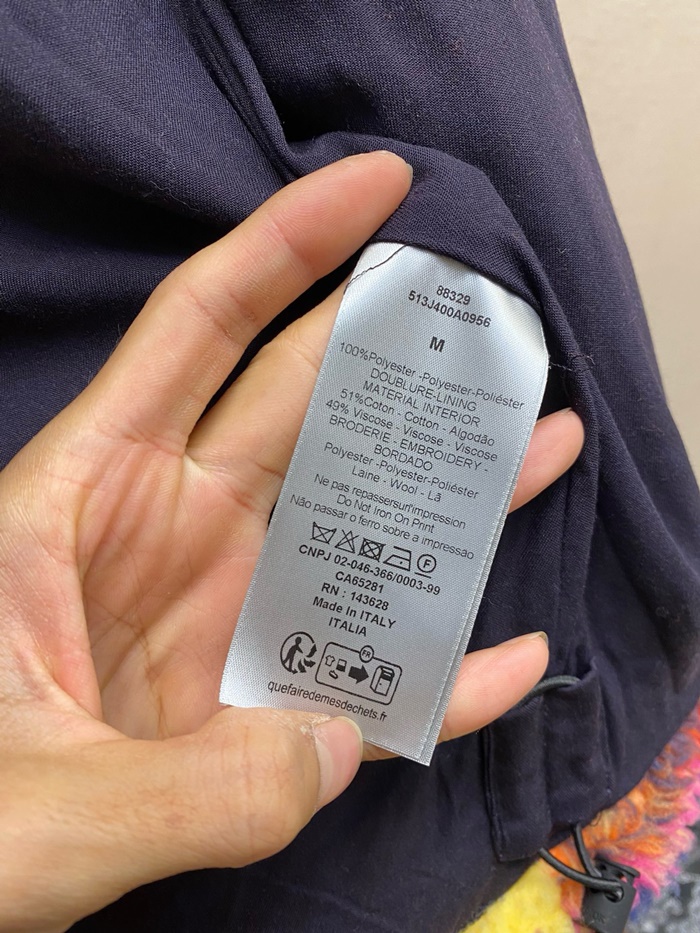 88329
513J400A0956
M
100%Polyester -Polyester-Poliéster
DOUBLURE-LINING
MATERIAL INTERIOR
51%Coton - Cotton - Algodão
49% Viscose - Viscose - Viscose
BRODERIE - EMBROIDERY -
BORDADO
Polyester-Polyester-Poliéster
Laine - Wool - Lã
Ne pas repassersurl'impression
Do Not Iron On Print
Não passar o ferro sobre a impressão
F
CNPJ 02-046-366/0003-99
CA65281
RN : 143628
Made In ITALY
ITALIA
FR
quefairedemesdechets.fr